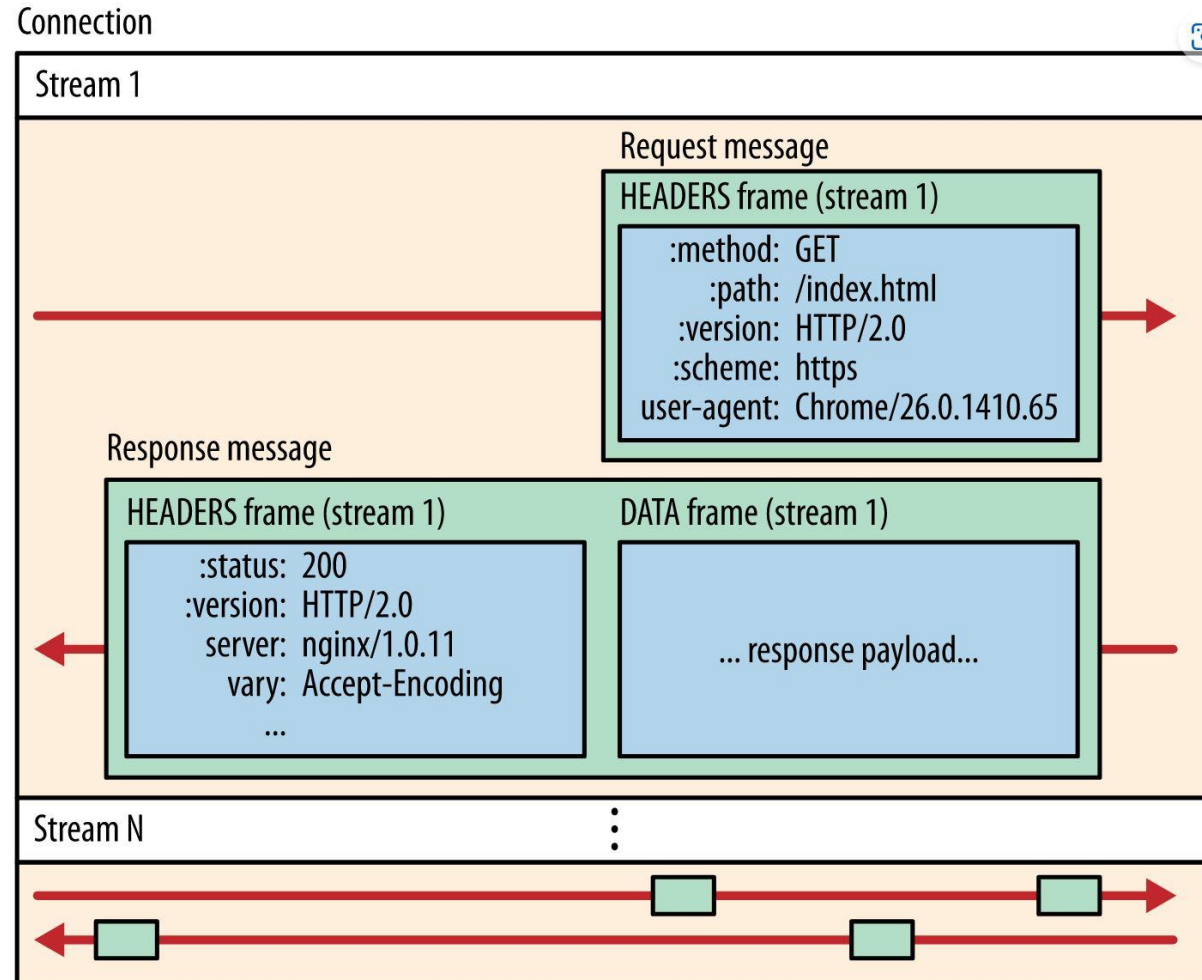 Connection
Stream 1
Request message
HEADERS frame (stream 1)
:method: GET
:path: /index.html
:version: HTTP/2.0
:scheme: https
user-agent: Chrome/26.0.1410.65
Response message
HEADERS frame (stream 1)
:status: 200
:version: HTTP/2.0
server: nginx/1.0.11
vary: Accept-Encoding
...
DATA frame (stream 1)
... response payload...
Stream N